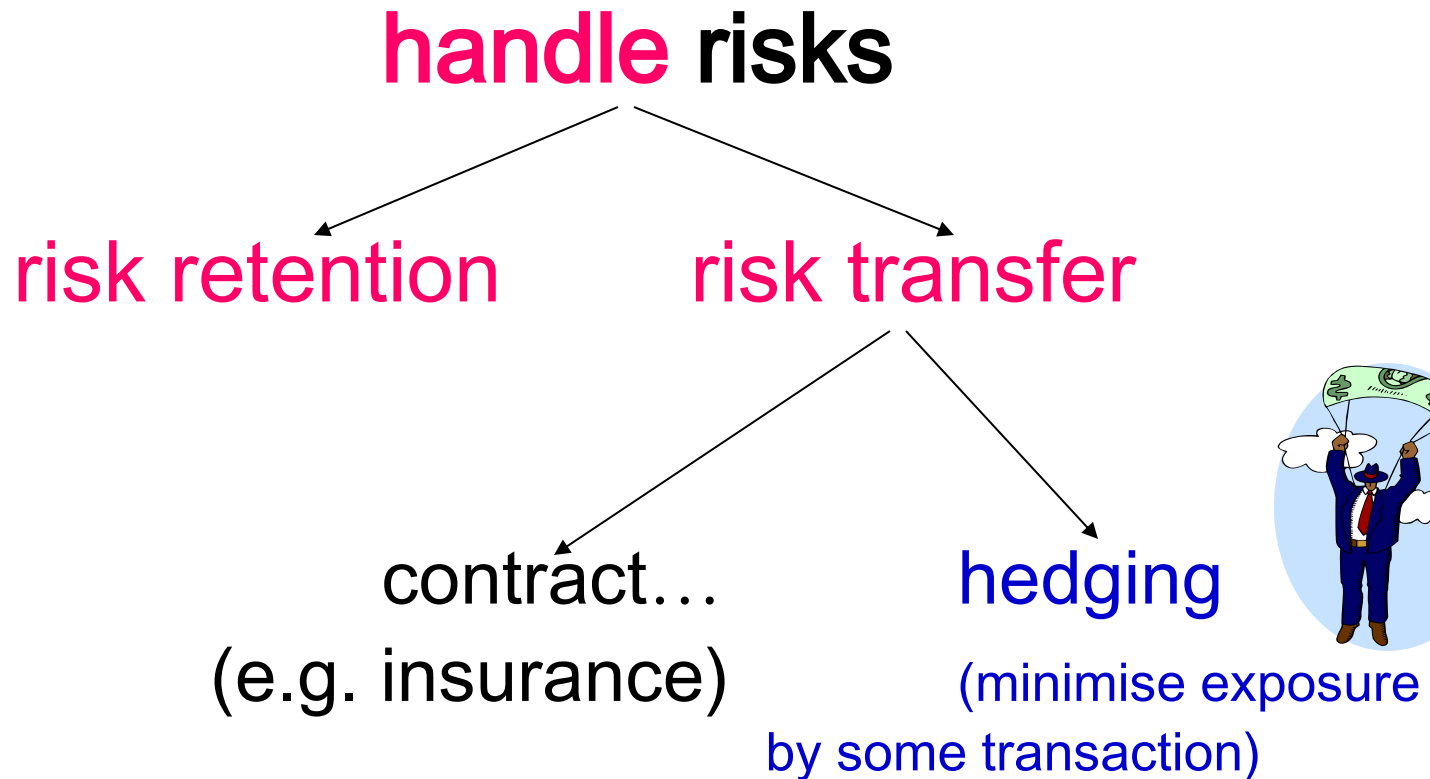 handle risks
risk retention risk transfer
contract… hedging
(e.g. insurance) (minimise exposure
by some transaction)